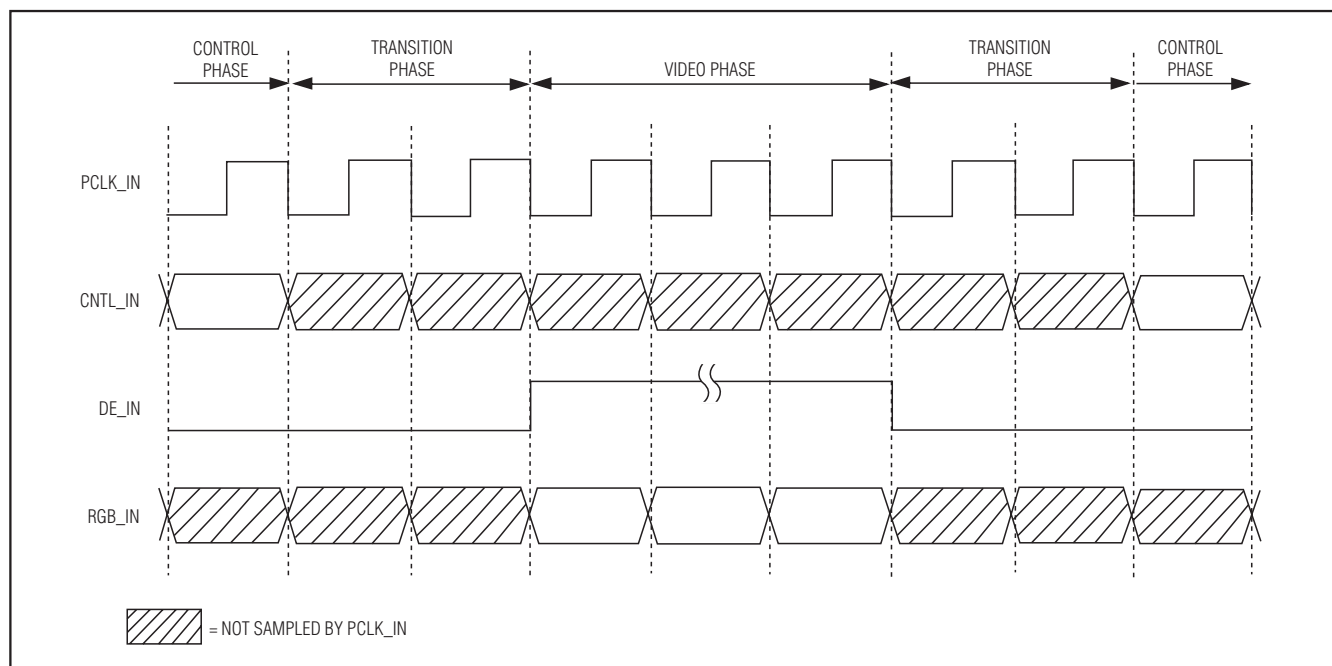 CONTROL
PHASE
TRANSITION
PHASE
VIDEO PHASE
TRANSITION
PHASE
CONTROL
PHASE
PCLK_IN
CNTL_IN
DE_IN
RGB_IN
= NOT SAMPLED BY PCLK_IN